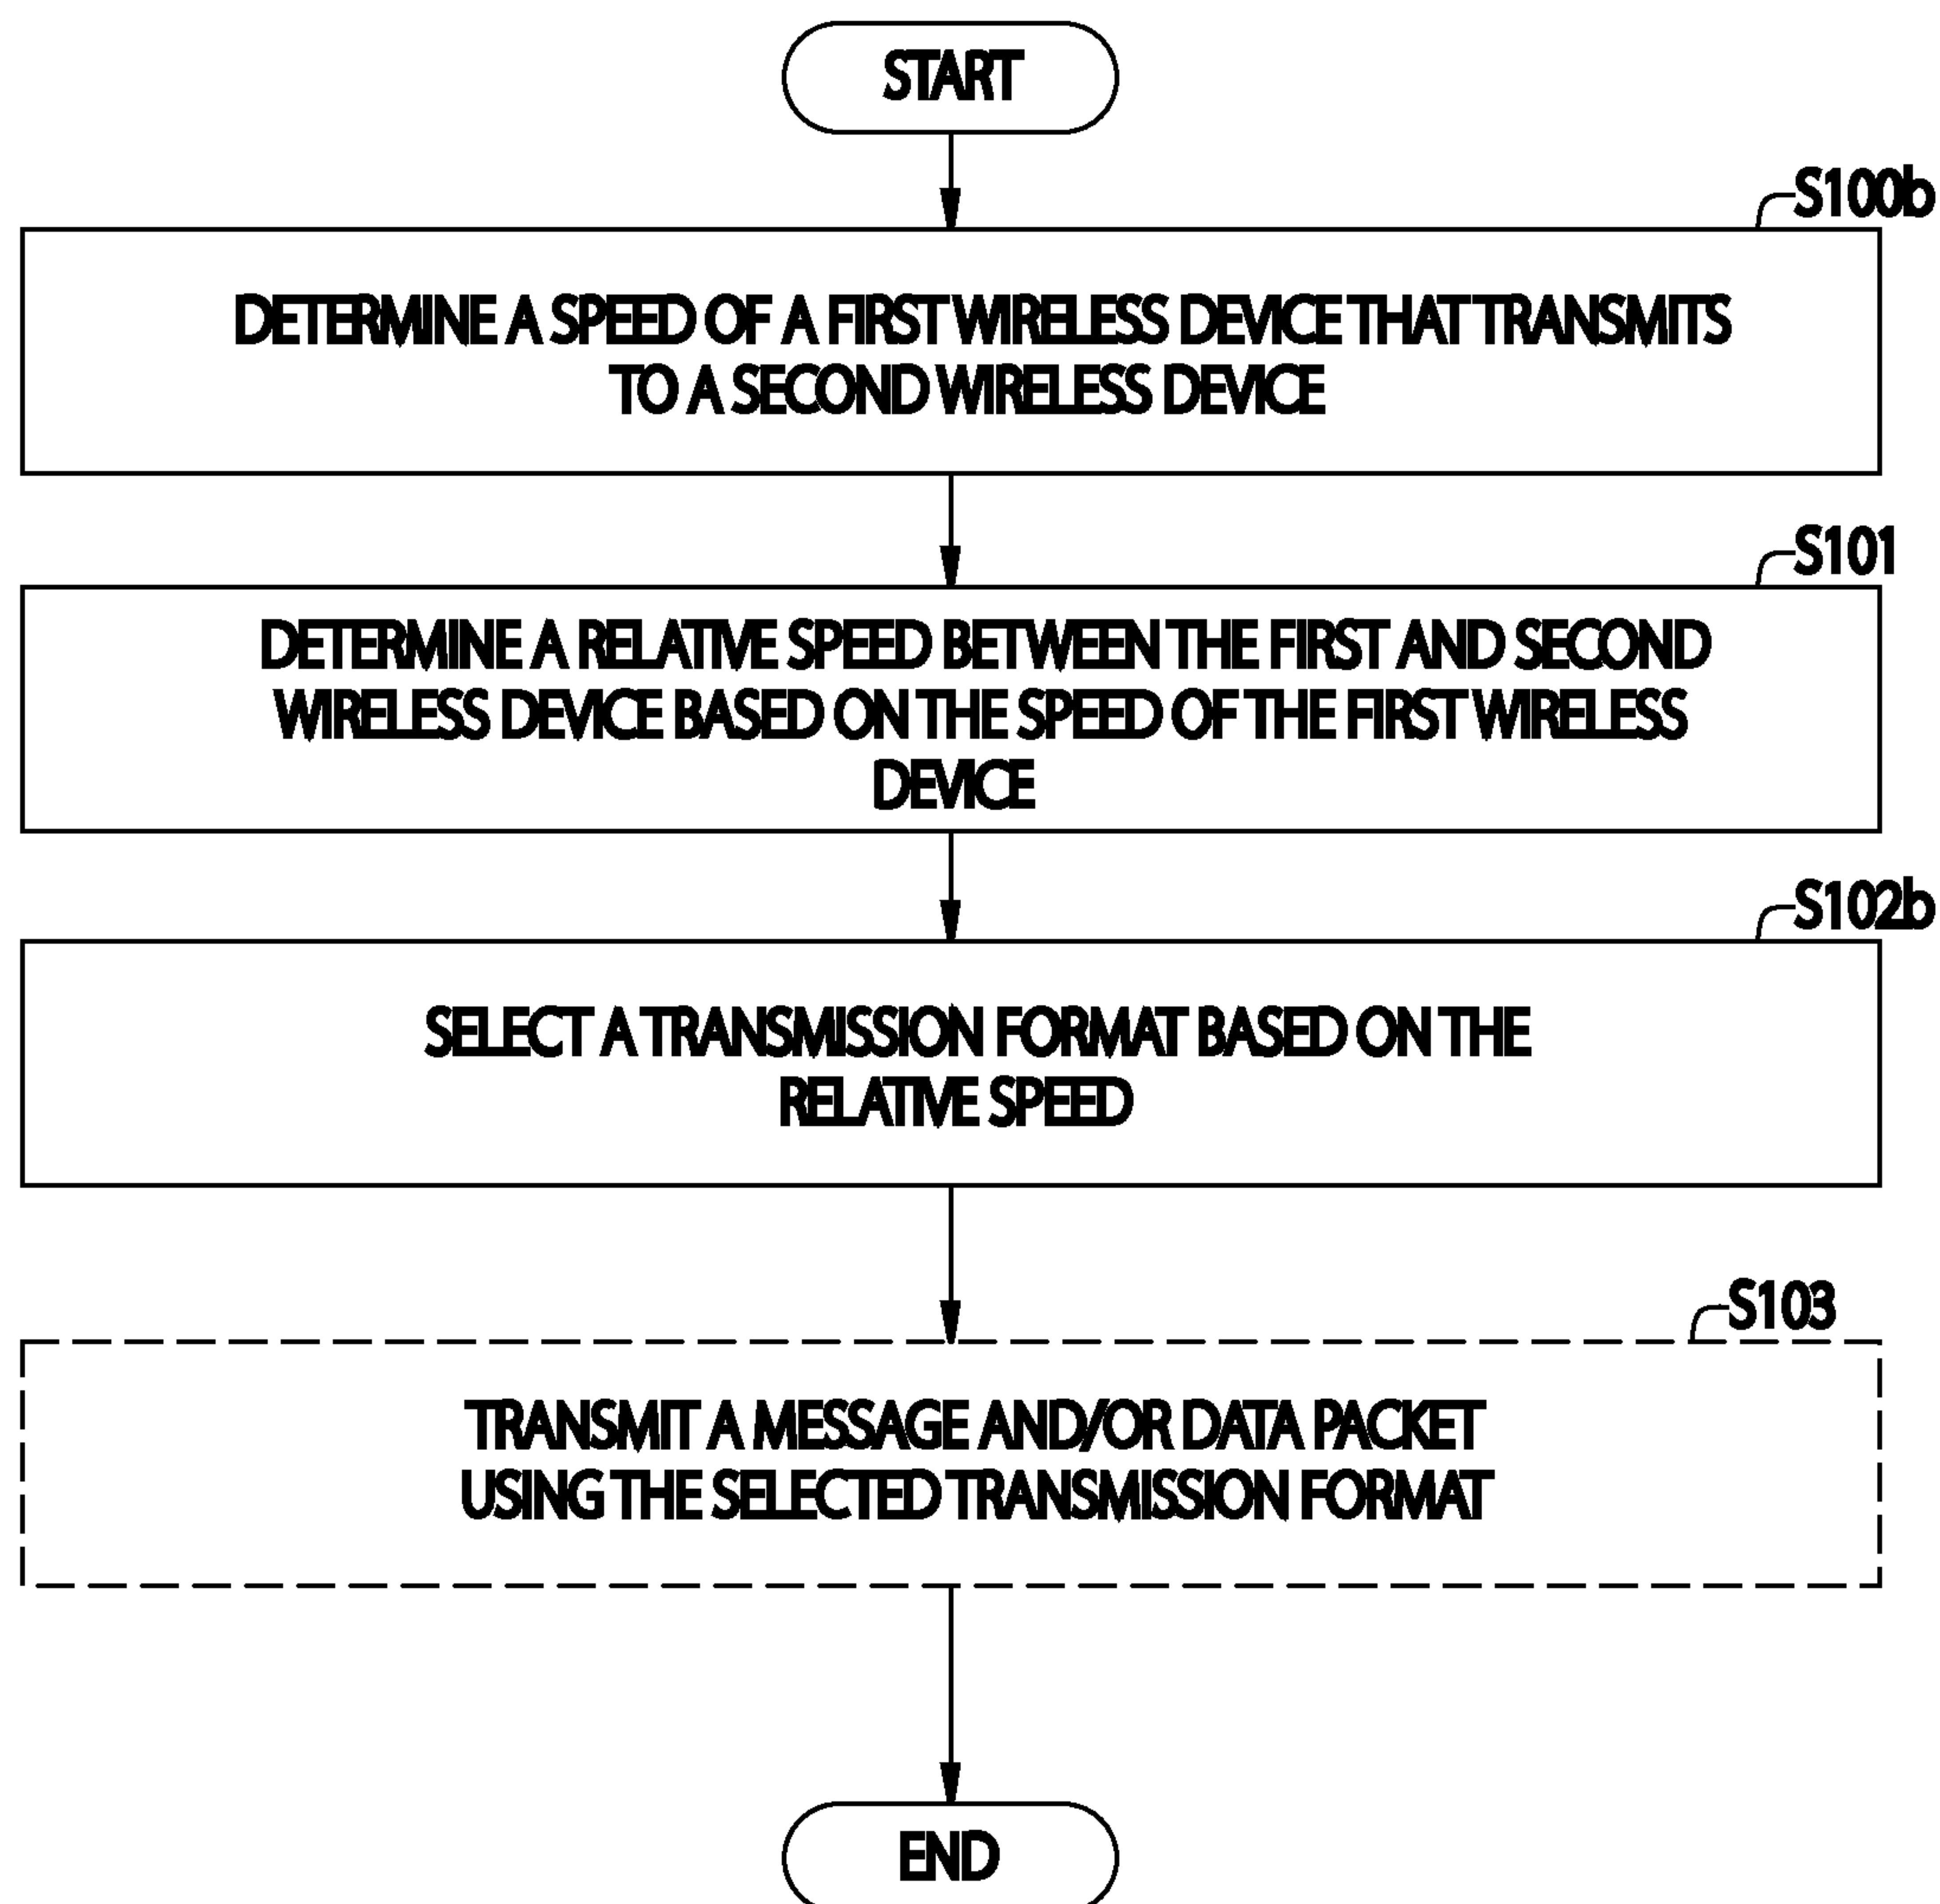 START
S100b
DETERMINE A SPEED OF A FIRST WIRELESS DEVICE THAT TRANSMITS
TO A SECOND WIRELESS DEVICE
S101
DETERMINE A RELATIVE SPEED BETWEEN THE FIRST AND SECOND
WIRELESS DEVICE BASED ON THE SPEED OF THE FIRST WIRELESS
DEVICE
S102b
SELECT A TRANSMISSION FORMAT BASED ON THE
RELATIVE SPEED
S103
TRANSMIT A MESSAGE AND/OR DATA PACKET
USING THE SELECTED TRANSMISSION FORMAT
END